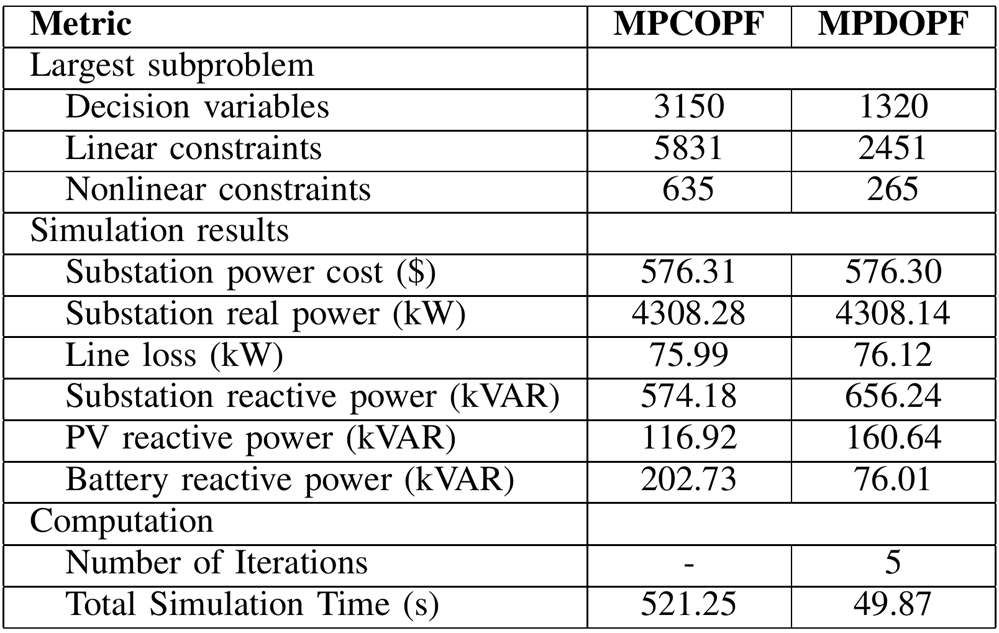 Metric MPCOPF MPDOPF
Largest subproblem
Decision variables 3150 1320
Linear constraints 5831 2451
Nonlinear constraints 635 265
Simulation results
Substation power cost ($) 576.31 576.30
Substation real power (kW) 4308.28 4308.14
Line loss (kW) 75.99 76.12
Substation reactive power (kVAR) 574.18 656.24
PV reactive power (kVAR) 116.92 160.64
Battery reactive power (kVAR) 202.73 76.01
Computation
Number of Iterations - 5
Total Simulation Time (s) 521.25 49.87